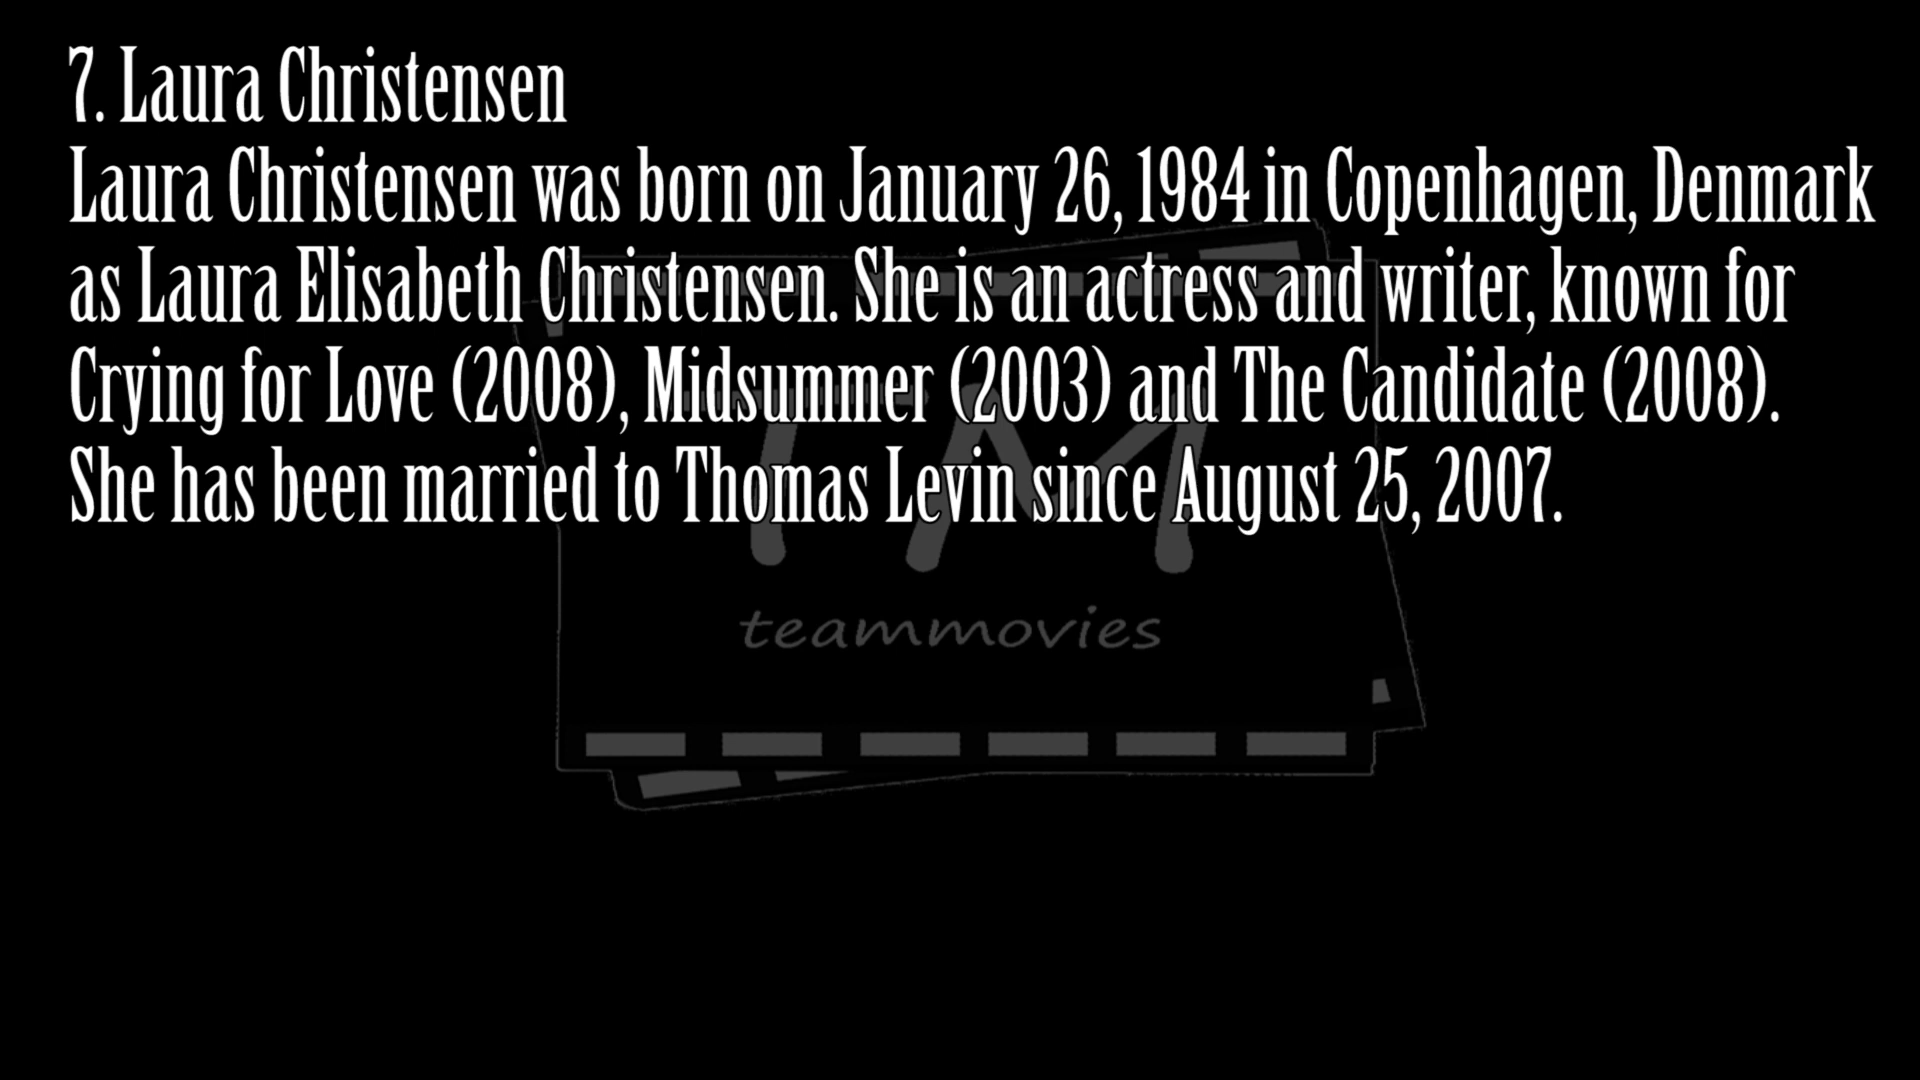 7. Laura Christensen
Laura Christensen was born on January 26, 1984 in Copenhagen, Denmark
as Laura Elisabeth Christensen. She is an actress and writer, known for
Crying for Love (2008), Midsummer (2003) and The Candidate (2008).
She has been married to Thomas Levin since August 25, 2007.
TM
teammovies